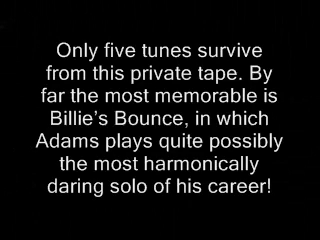 Only five tunes survive
from this private tape. By
far the most memorable is
Billie's Bounce, in which
Adams plays quite possibly
the most harmonically
daring solo of his career!